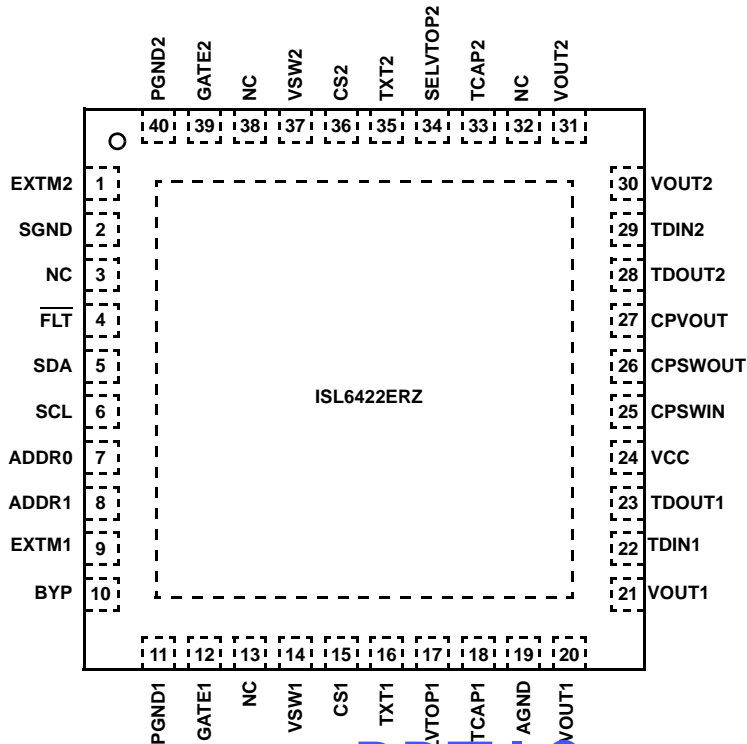 PGND2
GATE2
NC
VSW2
CS2
TXT2
SELVTOP2
TCAP2
NC
VOUT2
40 39 38 37 36 35 34 33 32 31
EXTM2 1
SGND 2
NC 3
FLT 4
SDA 5
SCL 6
ADDR0 7
ADDR1 8
EXTM1 9
BYP 10
ISL6422ERZ
30 VOUT2
29 TDIN2
28 TDOUT2
27 CPVOUT
26 CPSWOUT
25 CPSWIN
24 VCC
23 TDOUT1
22 TDIN1
21 VOUT1
11 12 13 14 15 16 17 18 19 20
PGND1
GATE1
NC
VSW1
CS1
TXT1
LVTOP1
TCAP1
AGND
VOUT1